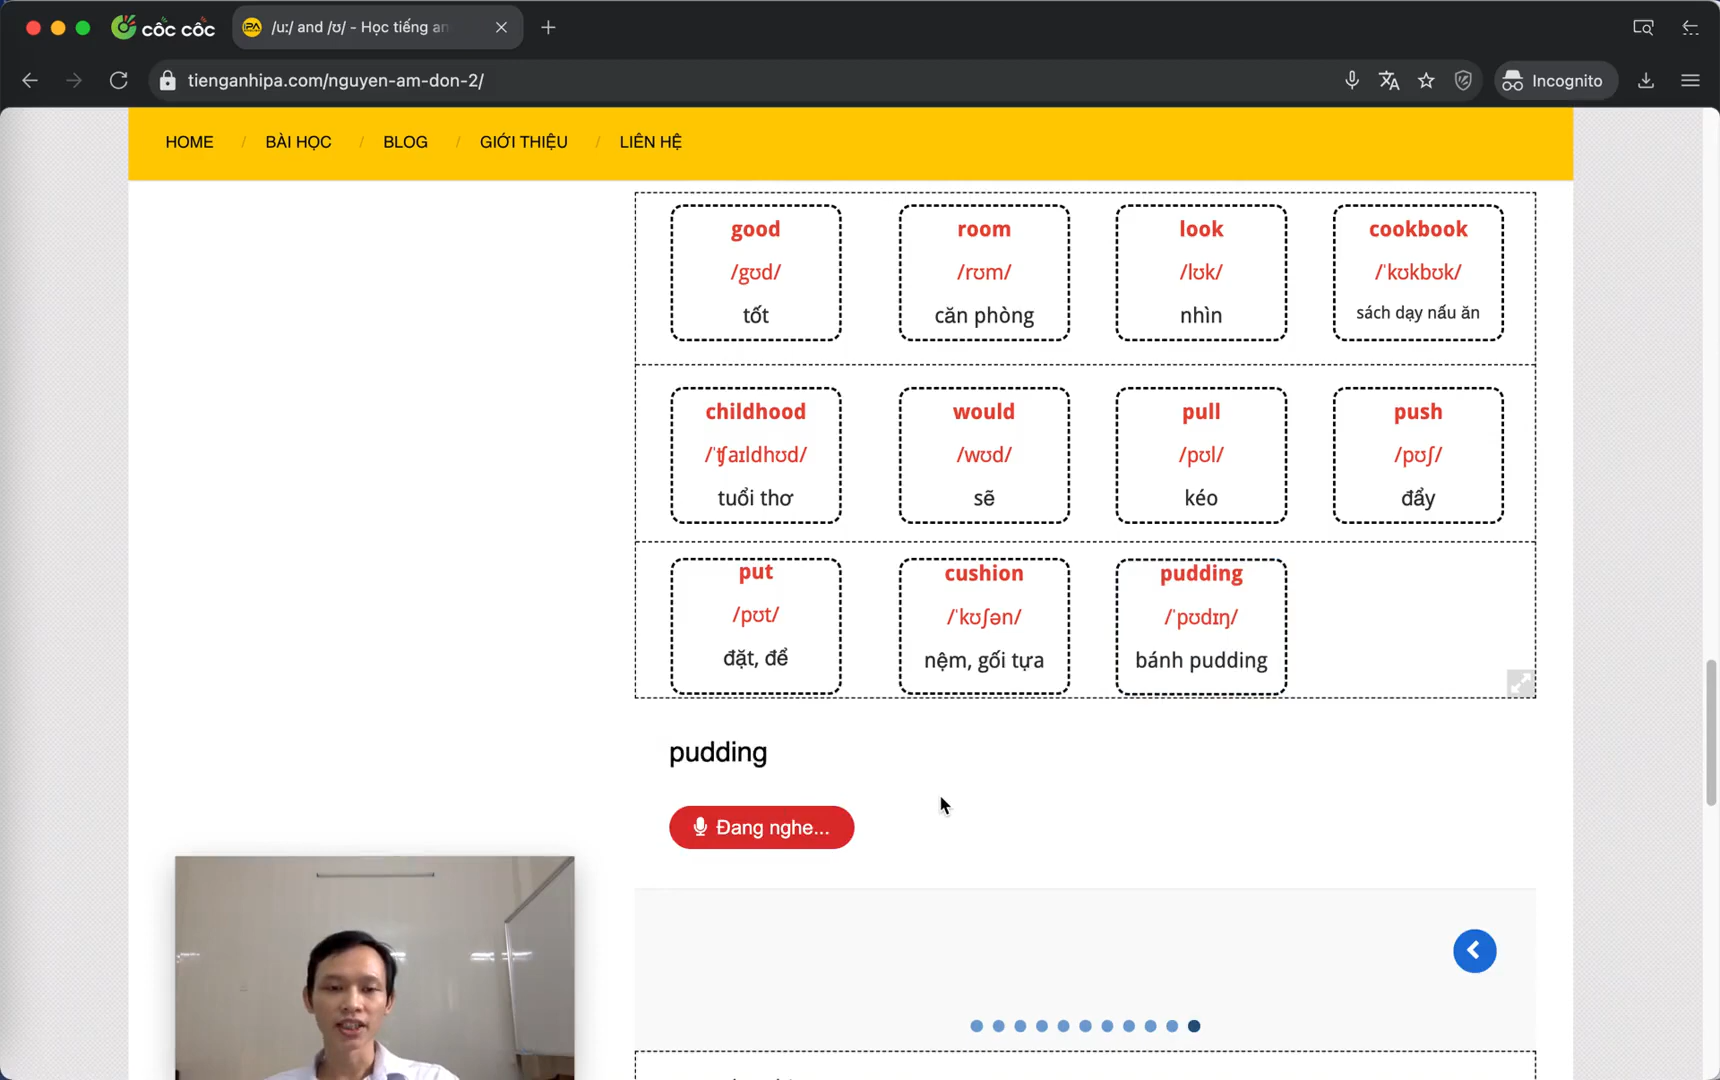 cốc cốc
/u:/ and /ʊ/ - Học tiếng an
tienganhipa.com/nguyen-am-don-2/
Incognito
HOME / BÀI HỌC / BLOG / GIỚI THIỆU / LIÊN HỆ
good room look cookbook
/gʊd/ /rʊm/ /lʊk/ /ˈkʊkbʊk/
tốt căn phòng nhìn sách dạy nấu ăn
childhood would pull push
/ˈʧaɪldhʊd/ /wʊd/ /pʊl/ /pʊʃ/
tuổi thơ sẽ kéo đẩy
put cushion pudding
/pʊt/ /ˈkʊʃən/ /ˈpʊdɪŋ/
đặt, để nệm, gối tựa bánh pudding
pudding
Đang nghe...